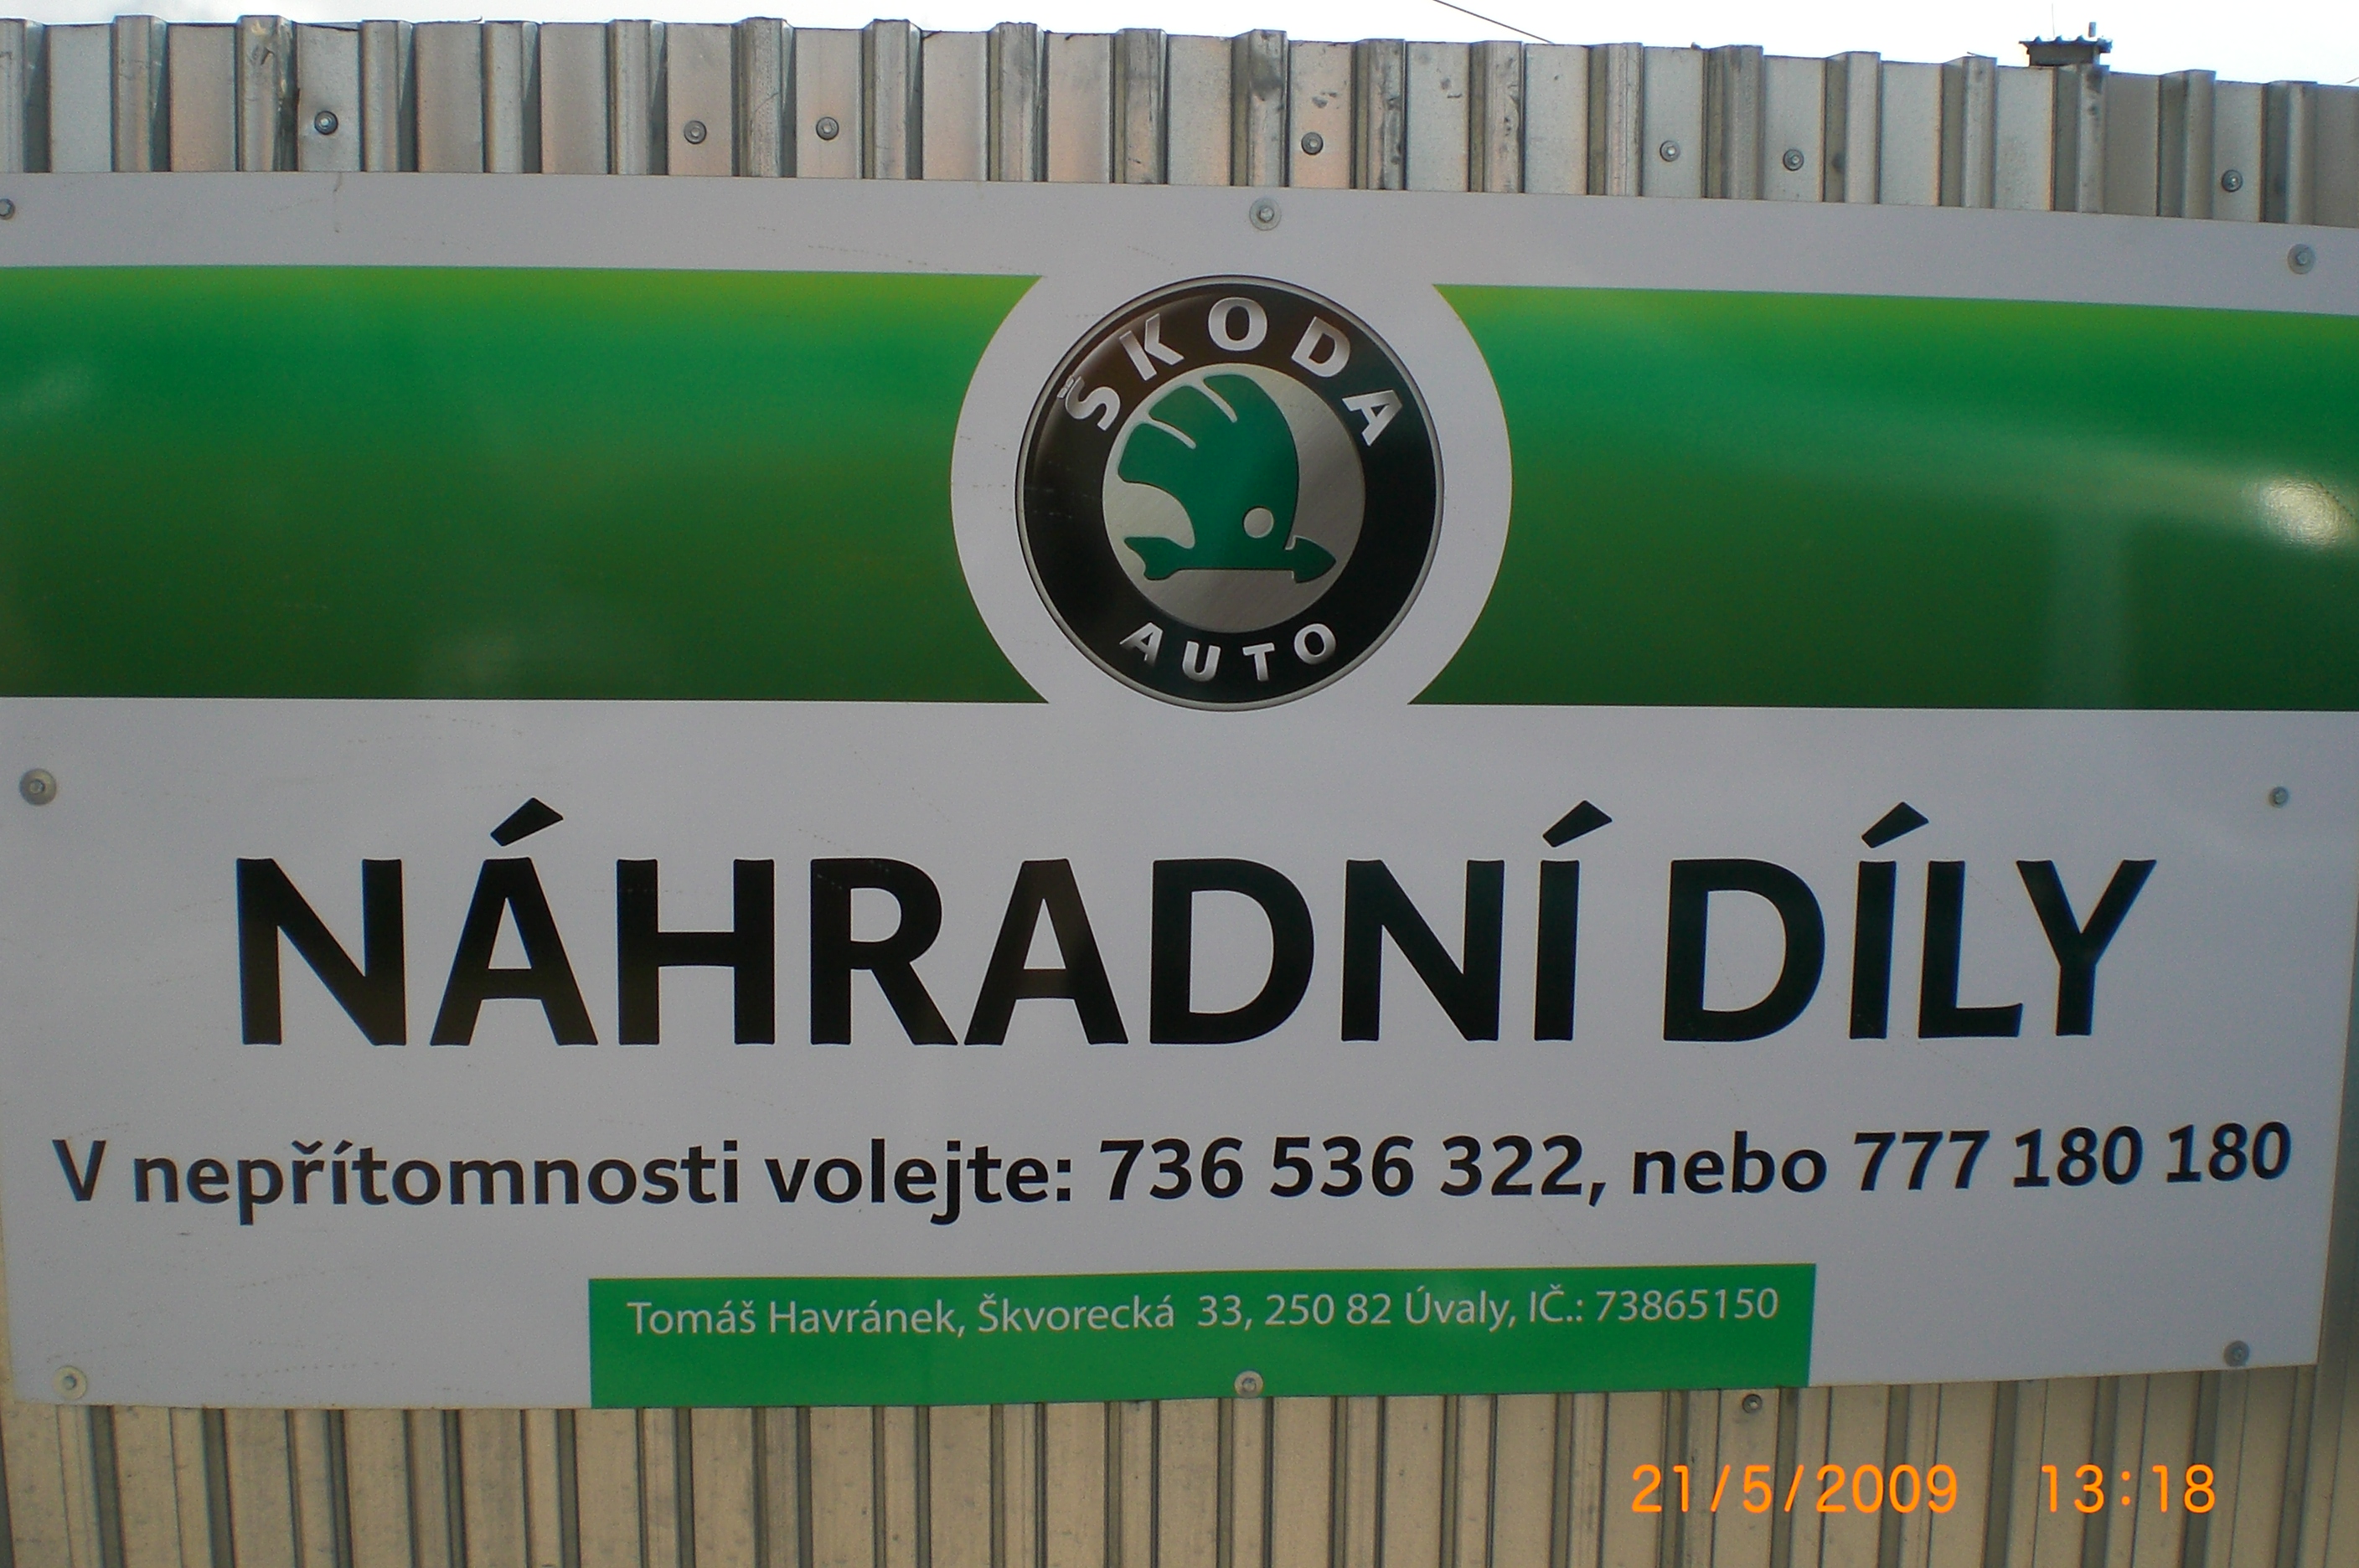 ŠKODA
AUTO
NÁHRADNÍ DÍLY
V nepřítomnosti volejte: 736 536 322, nebo 777 180 180
Tomáš Havránek, Škvorecká 33, 250 82 Úvaly, IČ.: 73865150
21/5/2009 13:18